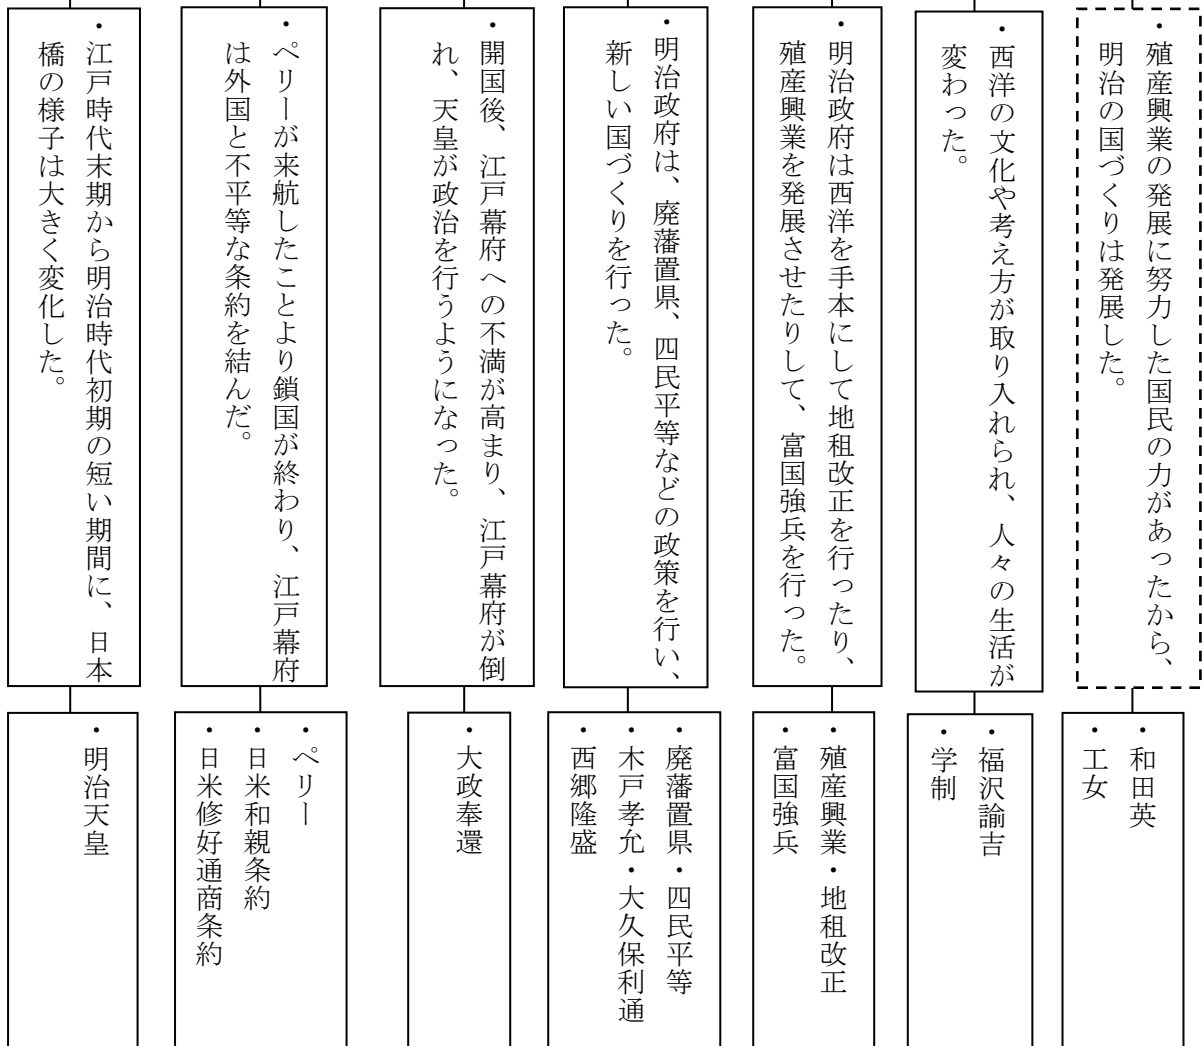 ・殖産興業の発展に努力した国民の力があったから、
明治の国づくりは発展した。
・西洋の文化や考え方が取り入れられ、人々の生活が
変わった。
明治政府は西洋を手本にして地租改正を行ったり、
殖産興業を発展させたりして、富国強兵を行った。
明治政府は、廃藩置県、四民平等などの政策を行い、
新しい国づくりを行った。
・開国後、江戸幕府への不満が高まり、江戸幕府が倒
れ、天皇が政治を行うようになった。
・ペリーが来航したことより鎖国が終わり、江戸幕府
は外国と不平等な条約を結んだ。
・江戸時代末期から明治時代初期の短い期間に、日本
橋の様子は大きく変化した。
・和田英
・工女
・福沢諭吉
・学制
・殖産興業・地租改正
・富国強兵
・廃藩置県・四民平等
・木戸孝允・大久保利通
・西郷隆盛
・大政奉還
・ペリー
・日米和親条約
・日米修好通商条約
・明治天皇